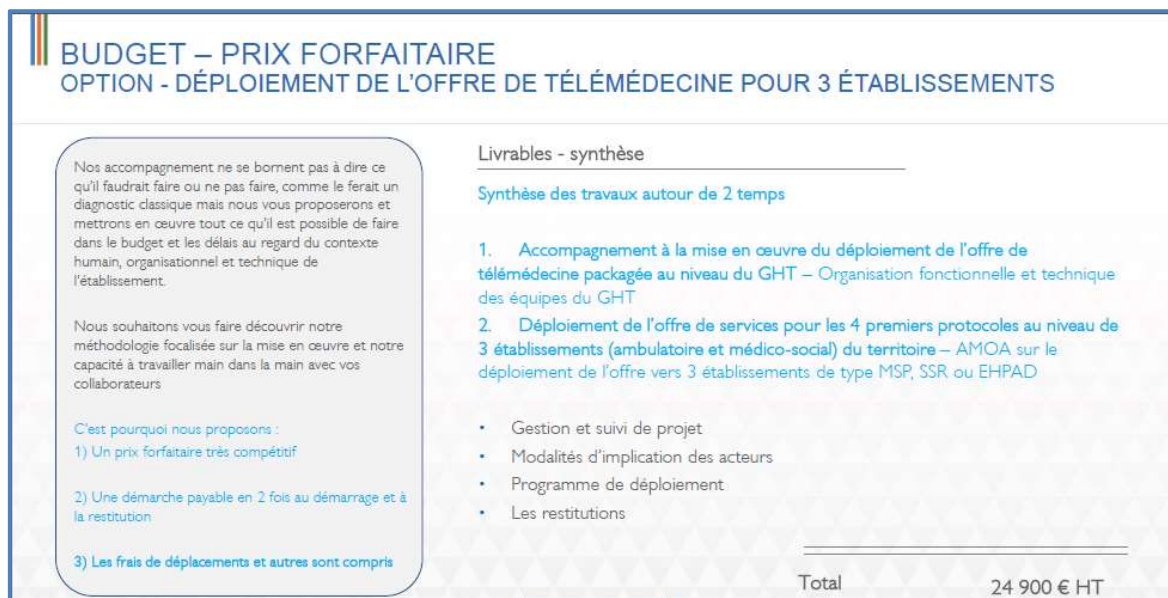 BUDGET – PRIX FORFAITAIRE
OPTION - DÉPLOIEMENT DE L'OFFRE DE TÉLÉMÉDECINE POUR 3 ÉTABLISSEMENTS
Nos accompagnement ne se bornent pas à dire ce
qu'il faudrait faire ou ne pas faire, comme le ferait un
diagnostic classique mais nous vous proposerons et
mettrons en œuvre tout ce qu'il est possible de faire
dans le budget et les délais au regard du contexte
humain, organisationnel et technique de
l'établissement.
Nous souhaitons vous faire découvrir notre
méthodologie focalisée sur la mise en œuvre et notre
capacité à travailler main dans la main avec vos
collaborateurs
C'est pourquoi nous proposons :
1) Un prix forfaitaire très compétitif
2) Une démarche payable en 2 fois au démarrage et à
la restitution
3) Les frais de déplacements et autres sont compris
Livrables - synthèse
Synthèse des travaux autour de 2 temps
1. Accompagnement à la mise en œuvre du déploiement de l'offre de
télémédecine packagée au niveau du GHT – Organisation fonctionnelle et technique
des équipes du GHT
2. Déploiement de l'offre de services pour les 4 premiers protocoles au niveau de
3 établissements (ambulatoire et médico-social) du territoire – AMOA sur le
déploiement de l'offre vers 3 établissements de type MSP, SSR ou EHPAD
• Gestion et suivi de projet
• Modalités d'implication des acteurs
• Programme de déploiement
• Les restitutions
Total 24 900 € HT